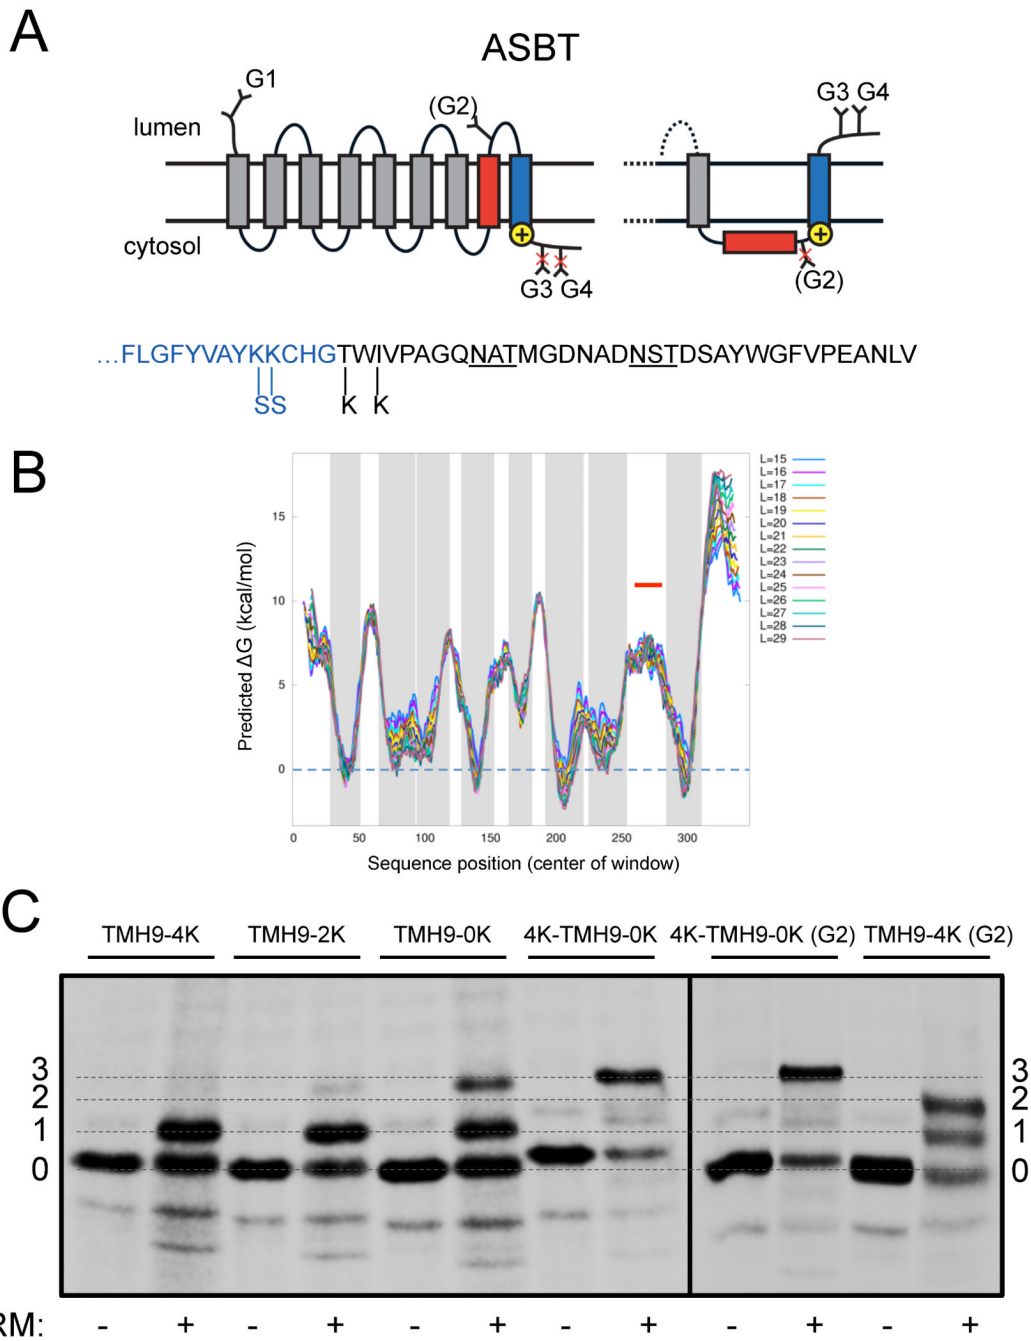 A
ASBT
G1
(G2)
G3 G4
lumen
cytosol
G3 G4
(G2)
...FLGFYVAYKKCHGTWIVPAGQNATMGDNADNSTDSAYWGFVPEANLV
SS K K
B
L=15
L=16
L=17
L=18
L=19
L=20
L=21
L=22
L=23
L=24
L=25
L=26
L=27
L=28
L=29
Predicted ΔG (kcal/mol)
15
10
5
0
0 50 100 150 200 250 300
Sequence position (center of window)
C
TMH9-4K TMH9-2K TMH9-0K 4K-TMH9-0K 4K-TMH9-0K (G2) TMH9-4K (G2)
3 3
2 2
1 1
0 0
RM: - + - + - + - + - + - +